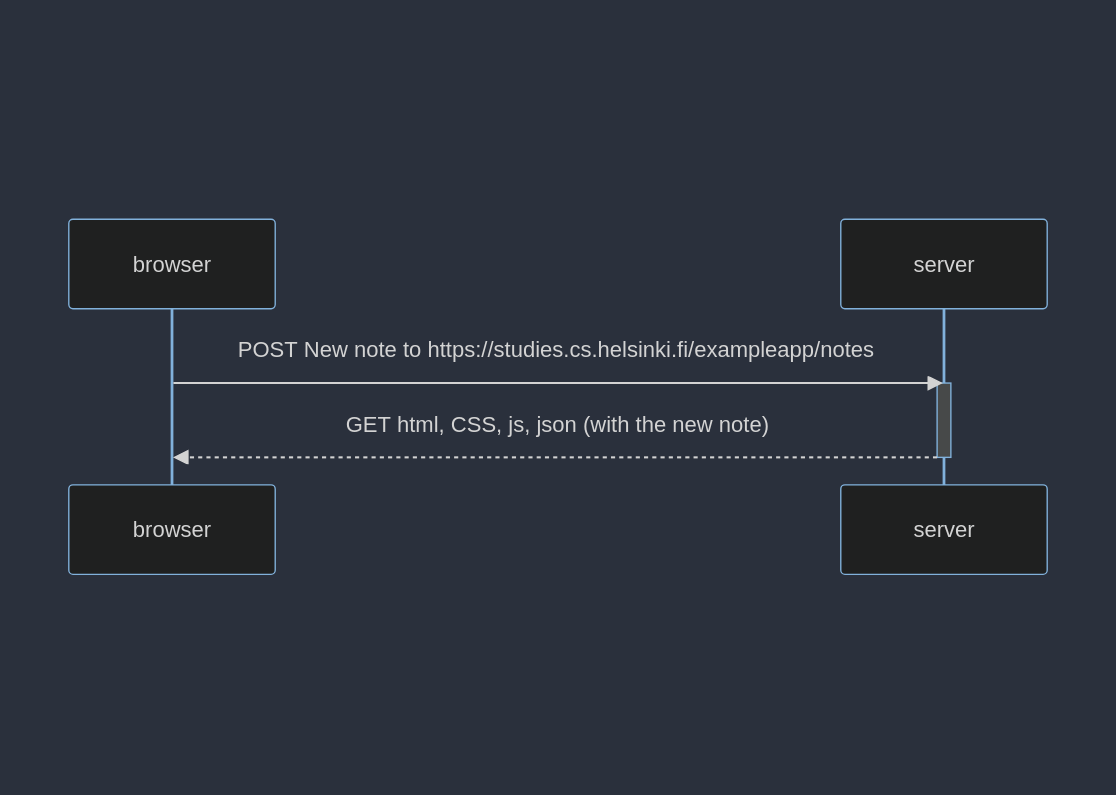 browser
server
POST New note to https://studies.cs.helsinki.fi/exampleapp/notes
GET html, CSS, js, json (with the new note)
browser
server